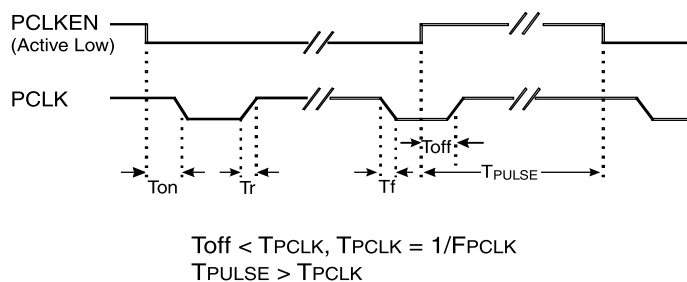 PCLKEN
(Active Low)
PCLK
Toff
Ton
Tr
Tf
TPULSE
Toff < TPCLK, TPCLK = 1/FPCLK
TPULSE > TPCLK